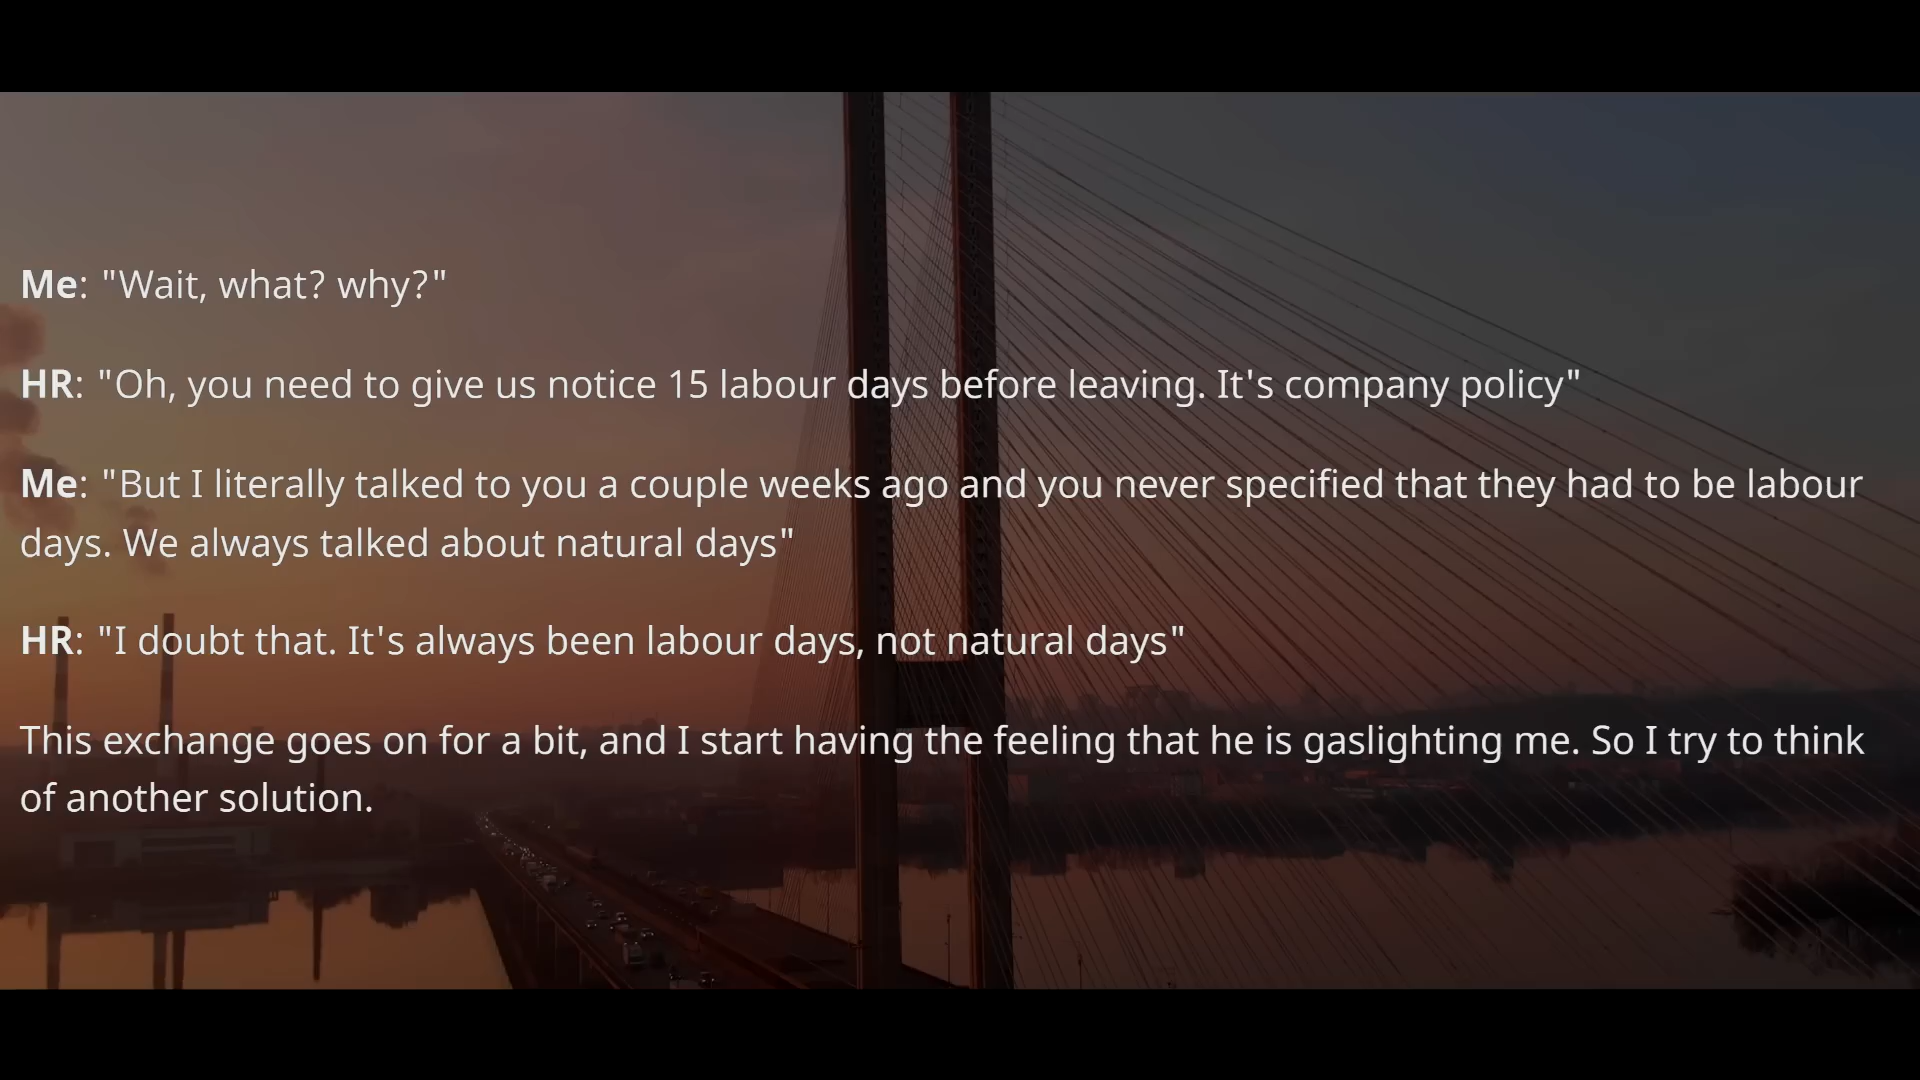 Me: "Wait, what? why?"
HR: "Oh, you need to give us notice 15 labour days before leaving. It's company policy"
Me: "But I literally talked to you a couple weeks ago and you never specified that they had to be labour
days. We always talked about natural days"
HR: "I doubt that. It's always been labour days, not natural days"
This exchange goes on for a bit, and I start having the feeling that he is gaslighting me. So I try to think
of another solution.